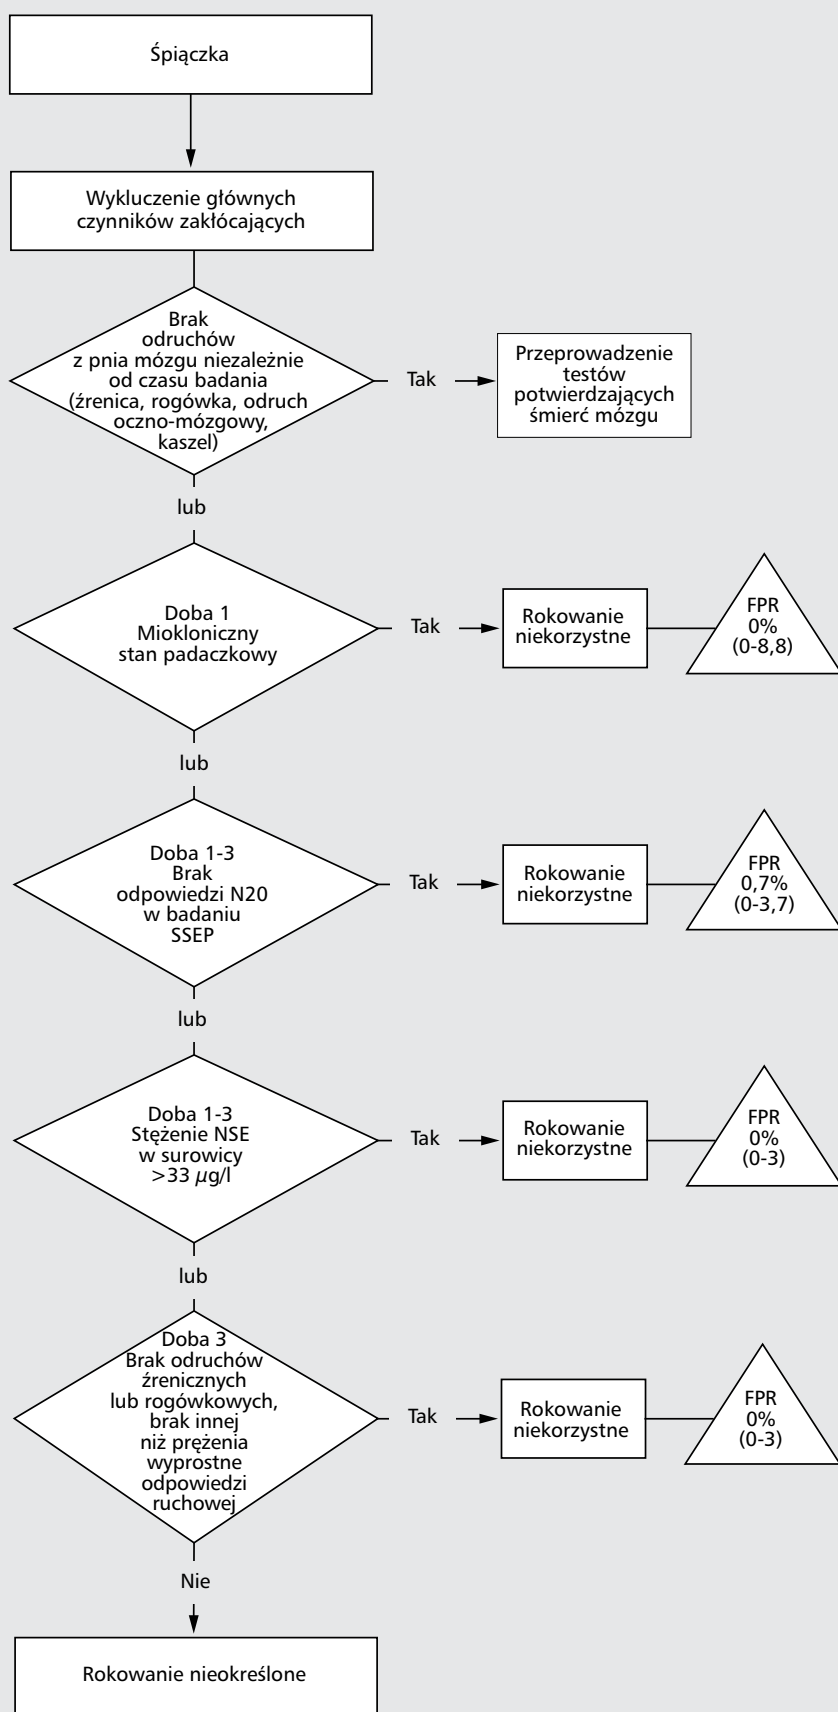 Śpiączka
Wykluczenie głównych
czynników zakłócających
Brak
odruchów
z pnia mózgu niezależnie
od czasu badania
(źrenica, rogówka, odruch
oczno-mózgowy,
kaszel)
Tak
Przeprowadzenie
testów
potwierdzających
śmierć mózgu
lub
Doba 1
Miokloniczny
stan padaczkowy
Tak
Rokowanie
niekorzystne
FPR
0%
(0-8,8)
lub
Doba 1-3
Brak
odpowiedzi N20
w badaniu
SSEP
Tak
Rokowanie
niekorzystne
FPR
0,7%
(0-3,7)
lub
Doba 1-3
Stężenie NSE
w surowicy
>33 µg/l
Tak
Rokowanie
niekorzystne
FPR
0%
(0-3)
lub
Doba 3
Brak odruchów
źrenicznych
lub rogówkowych,
brak innej
niż prężenia
wyprostne
odpowiedzi
ruchowej
Tak
Rokowanie
niekorzystne
FPR
0%
(0-3)
Nie
Rokowanie nieokreślone